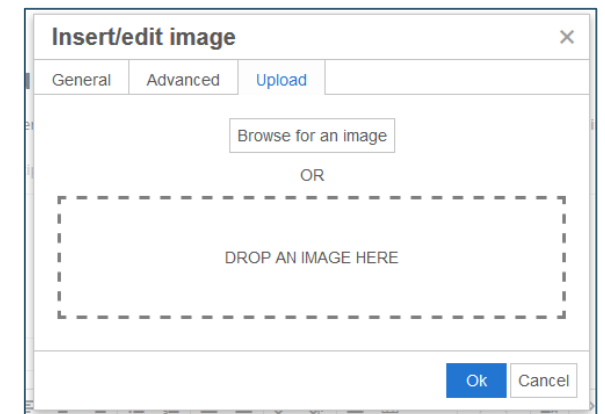 Insert/edit image ×
General Advanced Upload
Browse for an image
OR
DROP AN IMAGE HERE
Ok Cancel